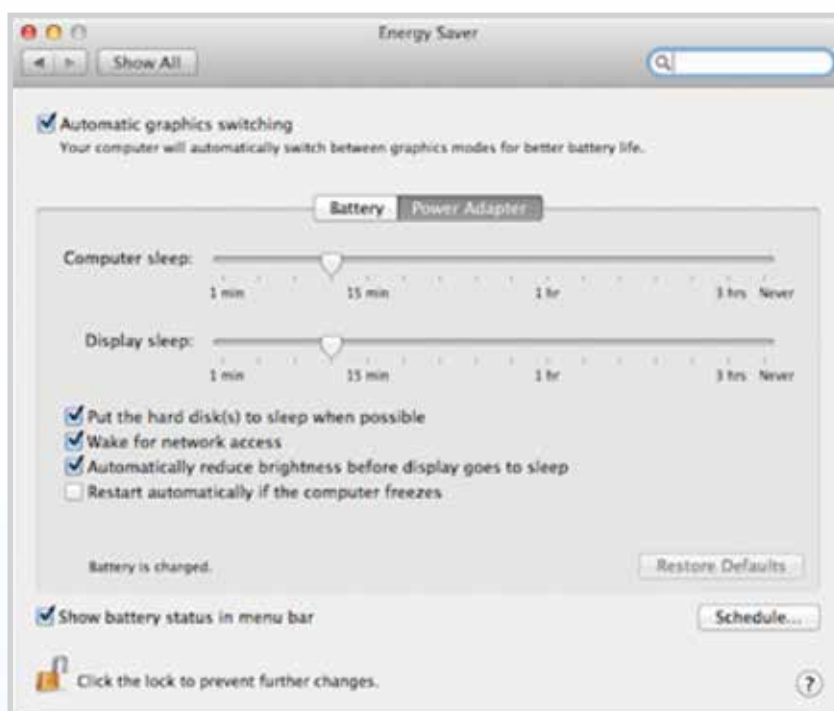 Energy Saver
Show All
Automatic graphics switching
Your computer will automatically switch between graphics modes for better battery life.
Battery Power Adapter
Computer sleep:
1 min 15 min 1 hr 3 hrs Never
Display sleep:
1 min 15 min 1 hr 3 hrs Never
Put the hard disk(s) to sleep when possible
Wake for network access
Automatically reduce brightness before display goes to sleep
Restart automatically if the computer freezes
Battery is charged.
Restore Defaults
Show battery status in menu bar
Schedule...
Click the lock to prevent further changes.
?